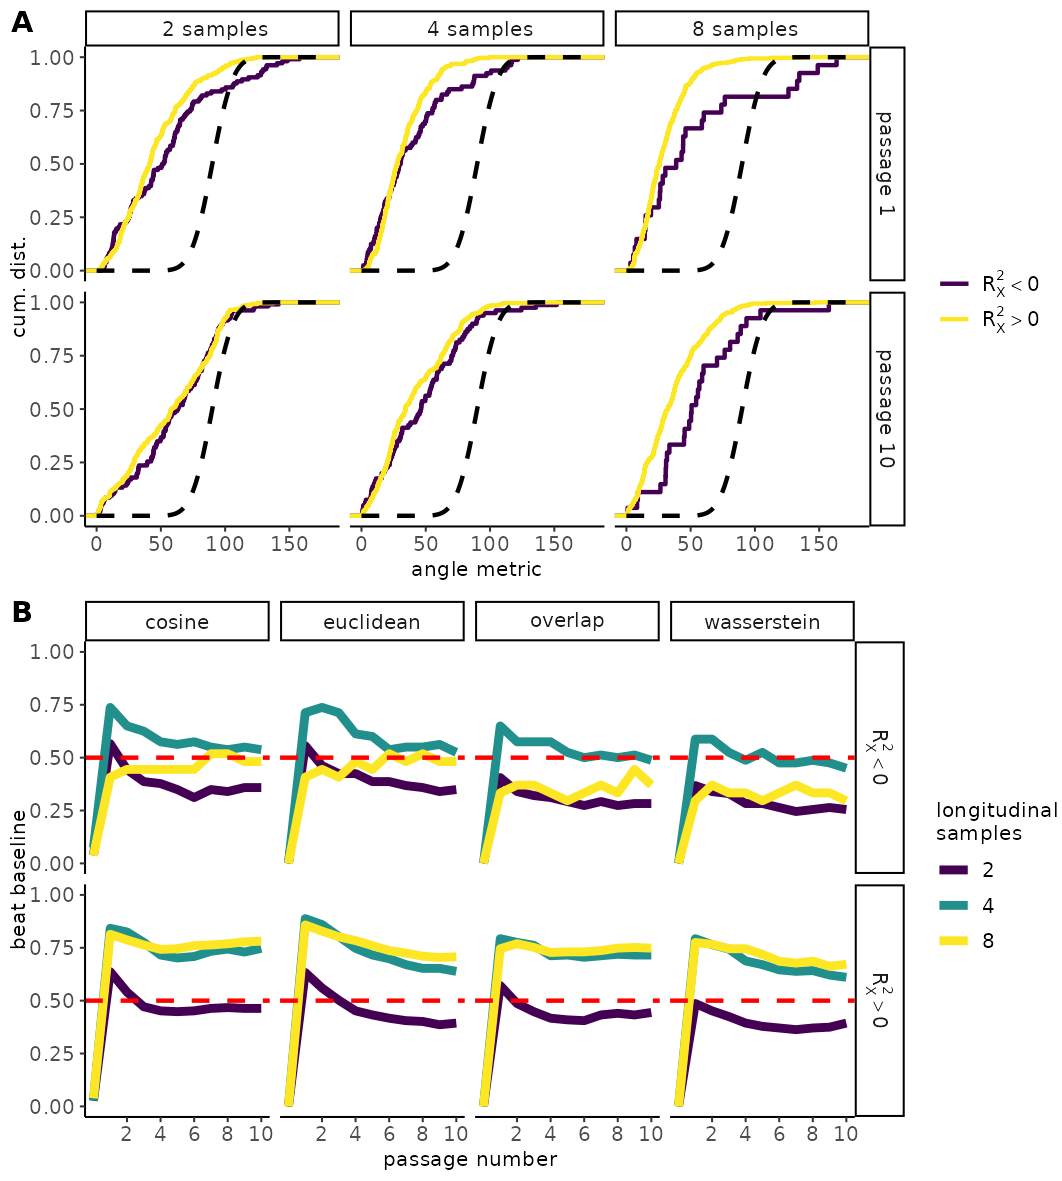 A
2 samples 4 samples 8 samples
1.00
0.75
0.50
0.25
0.00
passage 1
1.00
0.75
0.50
0.25
0.00
passage 10
cum. dist.
0 50 100 150 0 50 100 150 0 50 100 150
angle metric
R²_X < 0
R²_X > 0
B
cosine euclidean overlap wasserstein
1.00
0.75
0.50
0.25
0.00
R²_X < 0
1.00
0.75
0.50
0.25
0.00
R²_X > 0
beat baseline
2 4 6 8 10 2 4 6 8 10 2 4 6 8 10 2 4 6 8 10
passage number
longitudinal
samples
2
4
8